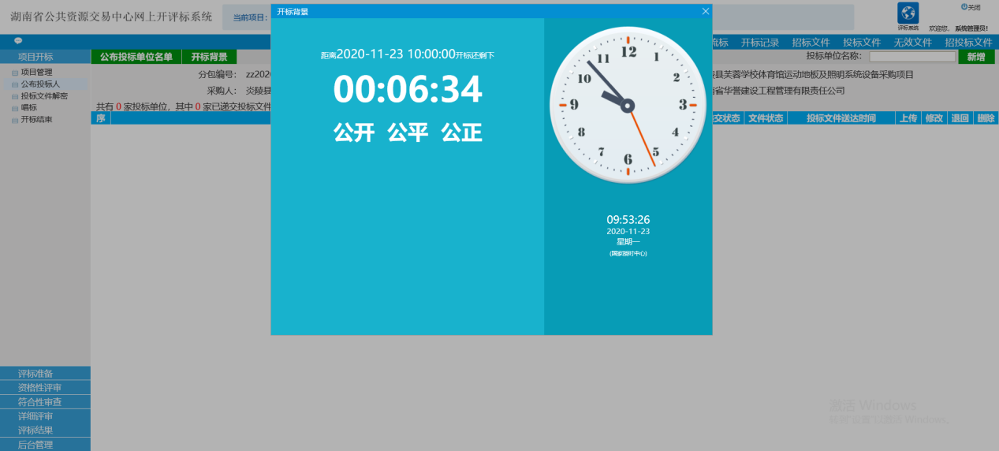 湖南省公共资源交易中心网上开评标系统
当前项目:
评标系统
关闭
欢迎您, 系统管理员!
流标 开标记录 招标文件 投标文件 无效文件 招投标文件
项目开标
项目管理
公布投标人
投标文件解密
唱标
开标结束
公布投标单位名单 开标背景
投标单位名称: 新增
分包编号: zz202
陵县芙蓉学校体育馆运动地板及照明系统设备采购项目
采购人: 炎陵县
省华誉建设工程管理有限责任公司
共有 0 家投标单位, 其中 0 家已递交投标文件
序
交状态 文件状态 投标文件送达时间 上传 修改 退回 删除
开标背景
距离2020-11-23 10:00:00开标还剩下
00:06:34
公开 公平 公正
12
1
2
3
4
5
6
7
8
9
10
11
09:53:26
2020-11-23
星期一
(国家授时中心)
评标准备
资格性评审
符合性审查
详细评审
评标结果
后台管理
激活 Windows
转到"设置"以激活 Windows。